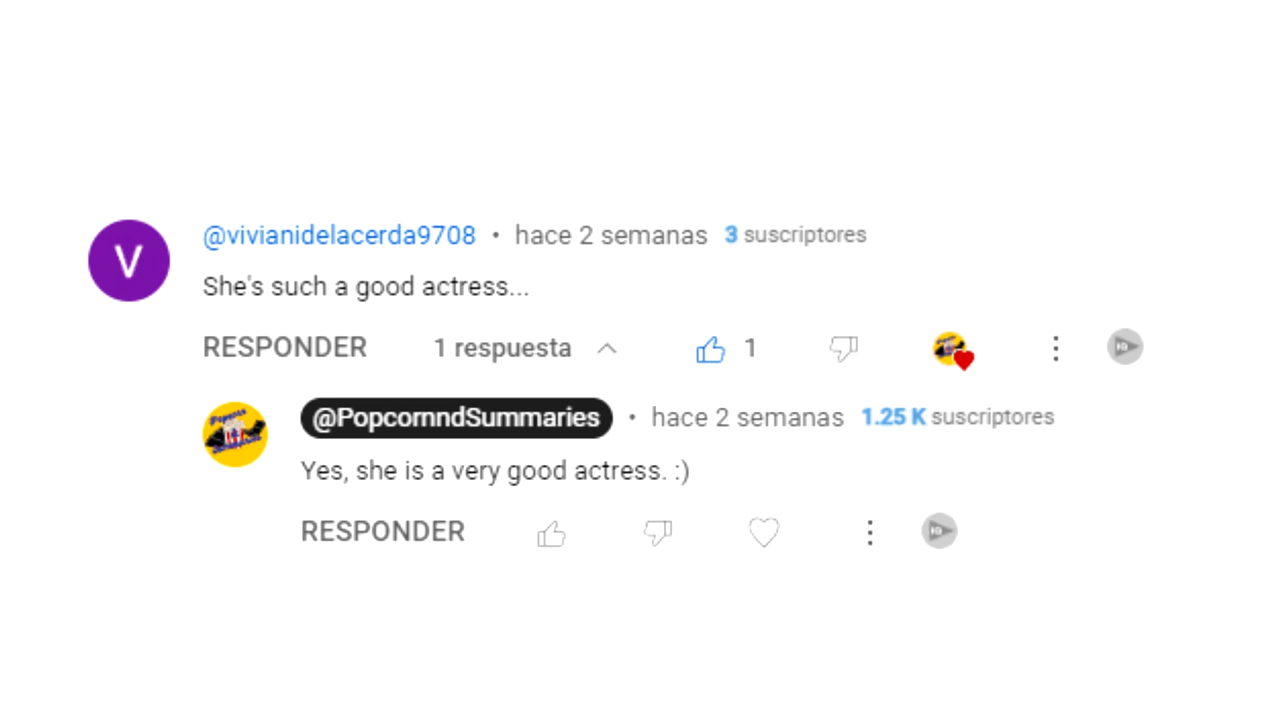 V
@vivianidelacerda9708 • hace 2 semanas 3 suscriptores
She's such a good actress...
RESPONDER 1 respuesta 1
@PopcornndSummaries • hace 2 semanas 1.25 K suscriptores
Yes, she is a very good actress. :)
RESPONDER